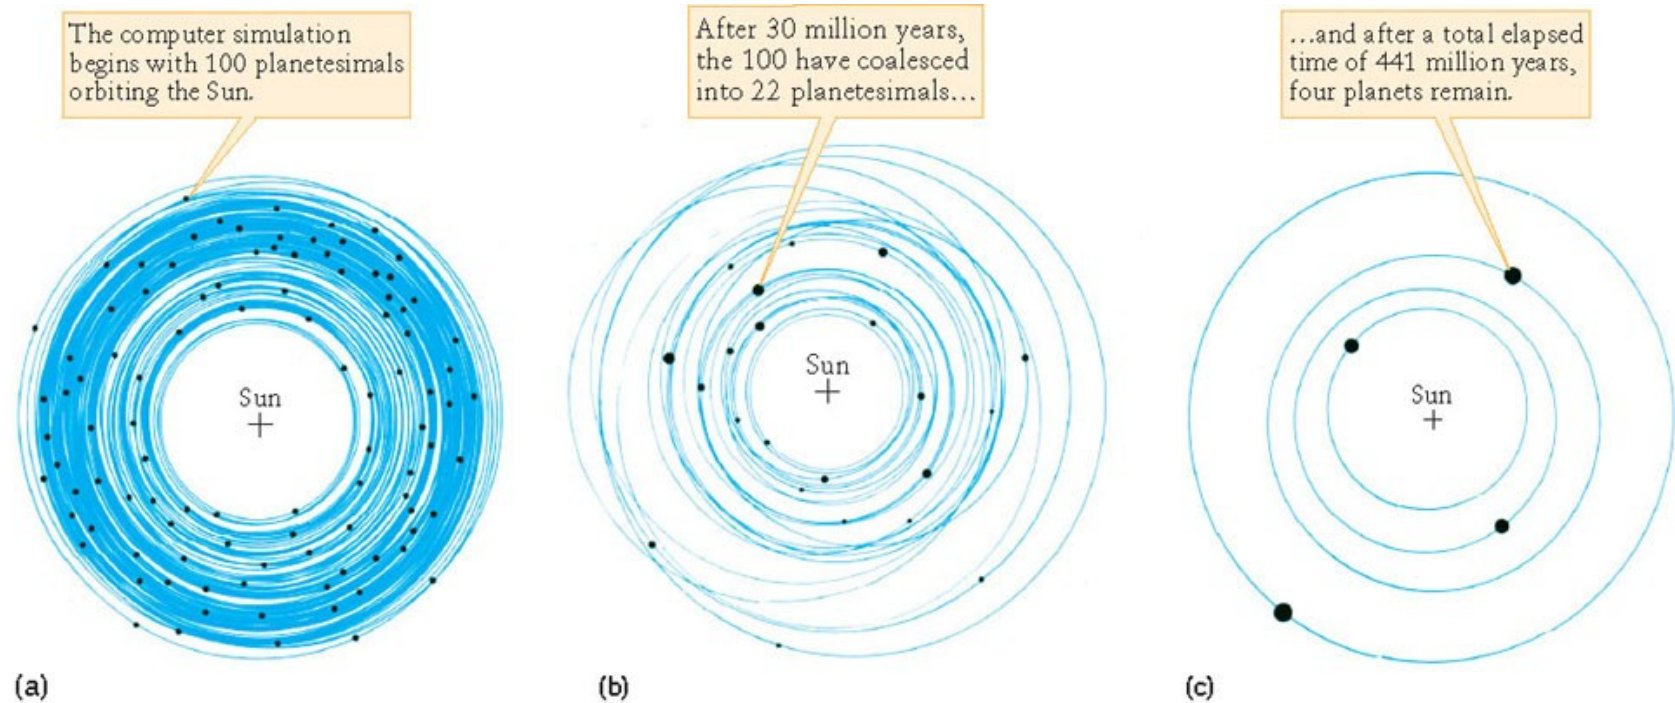 The computer simulation
begins with 100 planetesimals
orbiting the Sun.
After 30 million years,
the 100 have coalesced
into 22 planetesimals...
...and after a total elapsed
time of 441 million years,
four planets remain.
Sun
Sun
Sun
(a)
(b)
(c)